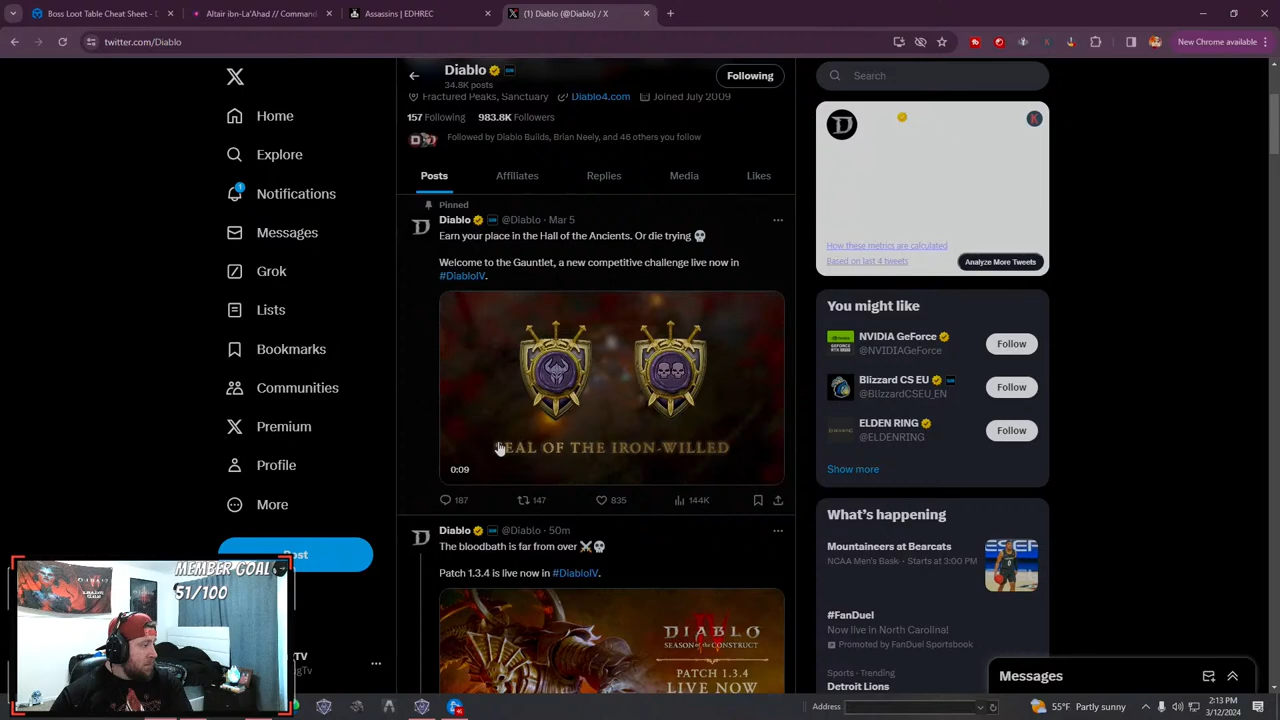 Boss Loot Table Cheat Sheet - D
Altair ibn-La'Ahad // Command
Assassins | EDHREC
Diablo (@Diablo) / X
twitter.com/Diablo
New Chrome available
Diablo
34.8K posts
Following
Search
Fractured Peaks, Sanctuary Diablo4.com Joined July 2009
157 Following 983.8K Followers
Followed by Diablo Builds, Brian Neely, and 46 others you follow
Posts Affiliates Replies Media Likes
Home
Explore
1
Notifications
Messages
Grok
Lists
Bookmarks
Communities
Premium
Profile
More
Post
Pinned
Diablo @Diablo · Mar 5
Earn your place in the Hall of the Ancients. Or die trying 💀
Welcome to the Gauntlet, a new competitive challenge live now in
#DiabloIV.
SEAL OF THE IRON-WILLED
0:09
187 147 835 144K
Diablo @Diablo · 50m
The bloodbath is far from over ⚔️💀
Patch 1.3.4 is live now in #DiabloIV.
DIABLO
SEASON OF THE CONSTRUCT
PATCH 1.3.4
LIVE NOW
K
How these metrics are calculated
Based on last 4 tweets
Analyze More Tweets
You might like
NVIDIA GeForce
@NVIDIAGeForce
Follow
Blizzard CS EU
@BlizzardCSEU_EN
Follow
ELDEN RING
@ELDENRING
Follow
Show more
What's happening
Mountaineers at Bearcats
NCAA Men's Bask · Starts at 3:00 PM
#FanDuel
Now live in North Carolina!
Promoted by FanDuel Sportsbook
Sports · Trending
Detroit Lions
Messages
MEMBER GOAL
51/100
Address
55°F Partly sunny
2:13 PM
3/12/2024